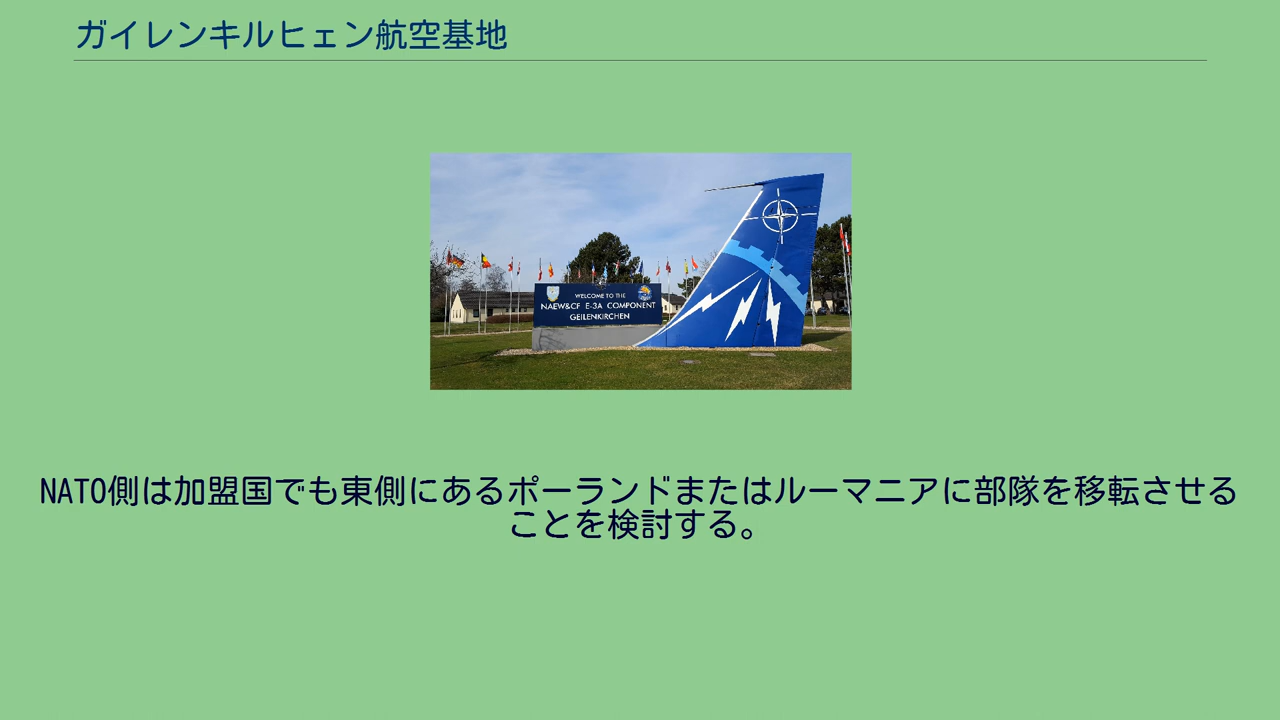 ガイレンキルヒェン航空基地
WELCOME TO THE
NAEW&CF E-3A COMPONENT
GEILENKIRCHEN
NATO側は加盟国でも東側にあるポーランドまたはルーマニアに部隊を移転させる
ことを検討する。